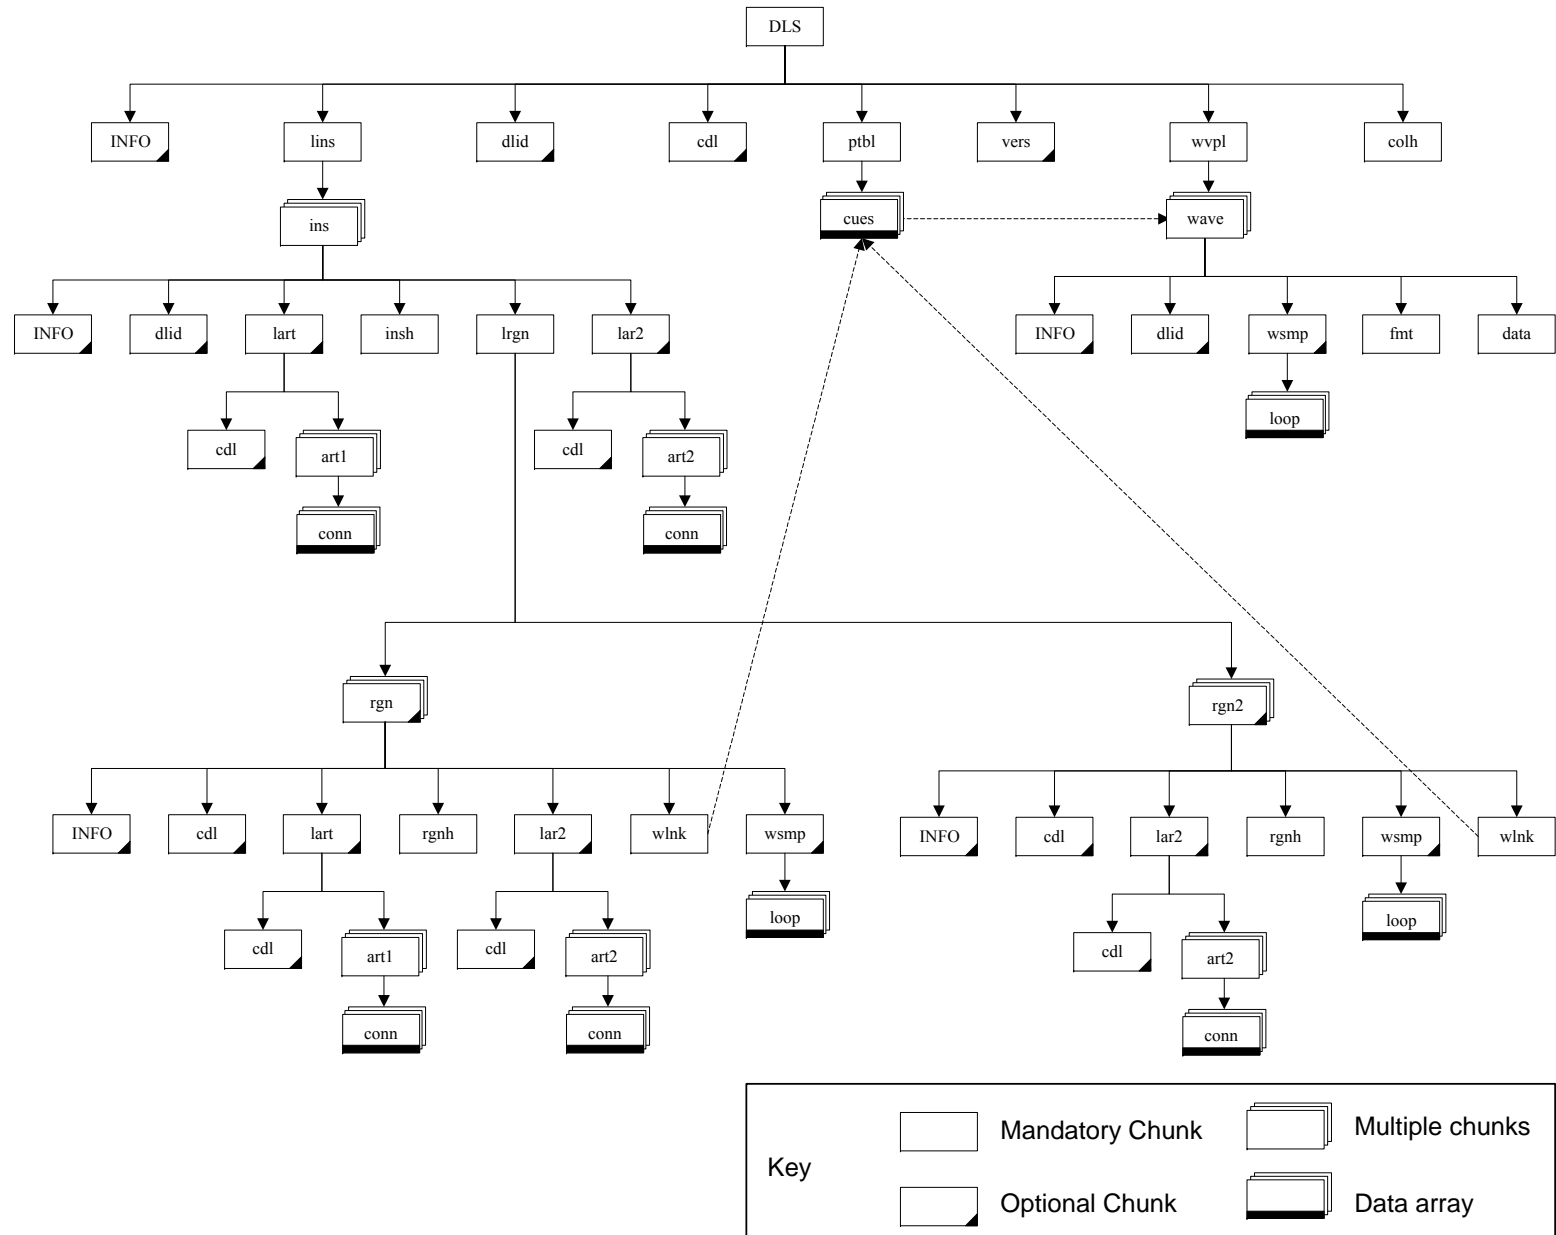 DLS
INFO
lins
dlid
cdl
ptbl
vers
wvpl
colh
ins
cues
wave
INFO
dlid
lart
insh
lrgn
lar2
INFO
dlid
wsmp
fmt
data
cdl
art1
cdl
art2
loop
conn
conn
rgn
rgn2
INFO
cdl
lart
rgnh
lar2
wlnk
wsmp
INFO
cdl
lar2
rgnh
wsmp
wlnk
cdl
art1
cdl
art2
loop
cdl
art2
loop
conn
conn
conn
Key
Mandatory Chunk
Multiple chunks
Optional Chunk
Data array